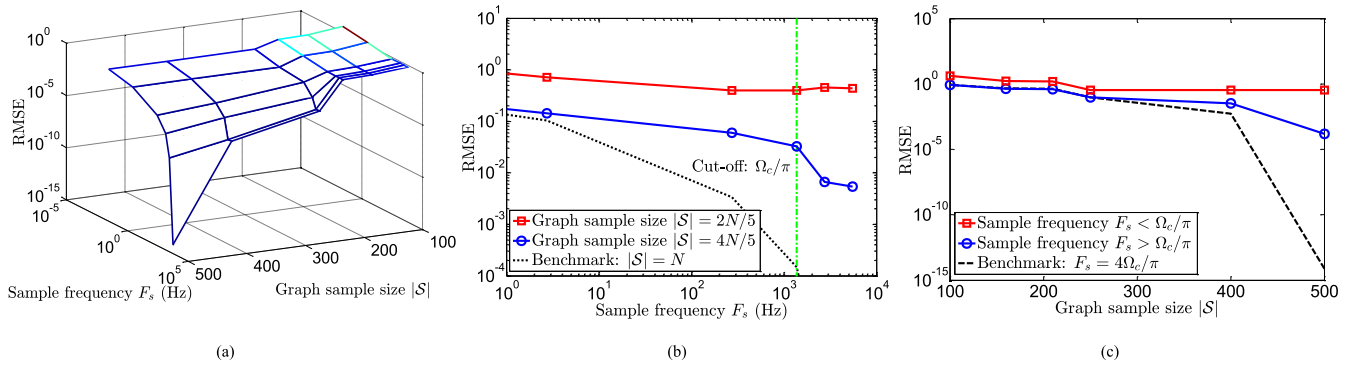 10^0
10^-5
10^-10
10^-15
RMSE
10^-5
10^0
10^5
Sample frequency F_s (Hz)
500
400
300
200
100
Graph sample size |S|
(a)
10^1
10^0
10^-1
10^-2
10^-3
10^-4
RMSE
Cut-off: Ω_c/π
Graph sample size |S| = 2N/5
Graph sample size |S| = 4N/5
Benchmark: |S| = N
10^0
10^1
10^2
10^3
10^4
Sample frequency F_s (Hz)
(b)
10^5
10^0
10^-5
10^-10
10^-15
RMSE
Sample frequency F_s < Ω_c/π
Sample frequency F_s > Ω_c/π
Benchmark: F_s = 4Ω_c/π
100
200
300
400
500
Graph sample size |S|
(c)